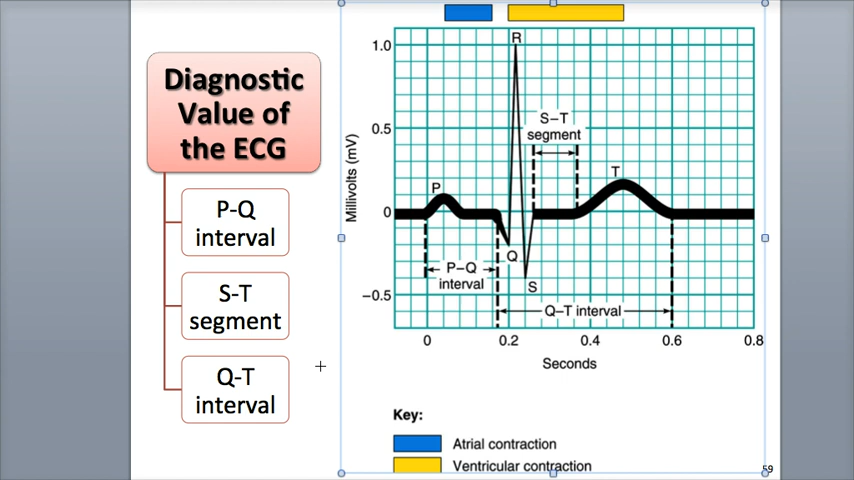 Diagnostic
Value of
the ECG
P-Q
interval
S-T
segment
Q-T
interval
Millivolts (mV)
1.0
0.5
0
−0.5
R
S–T
segment
P
T
Q
P–Q
interval
S
Q–T interval
0
0.2
0.4
0.6
0.8
Seconds
Key:
Atrial contraction
Ventricular contraction